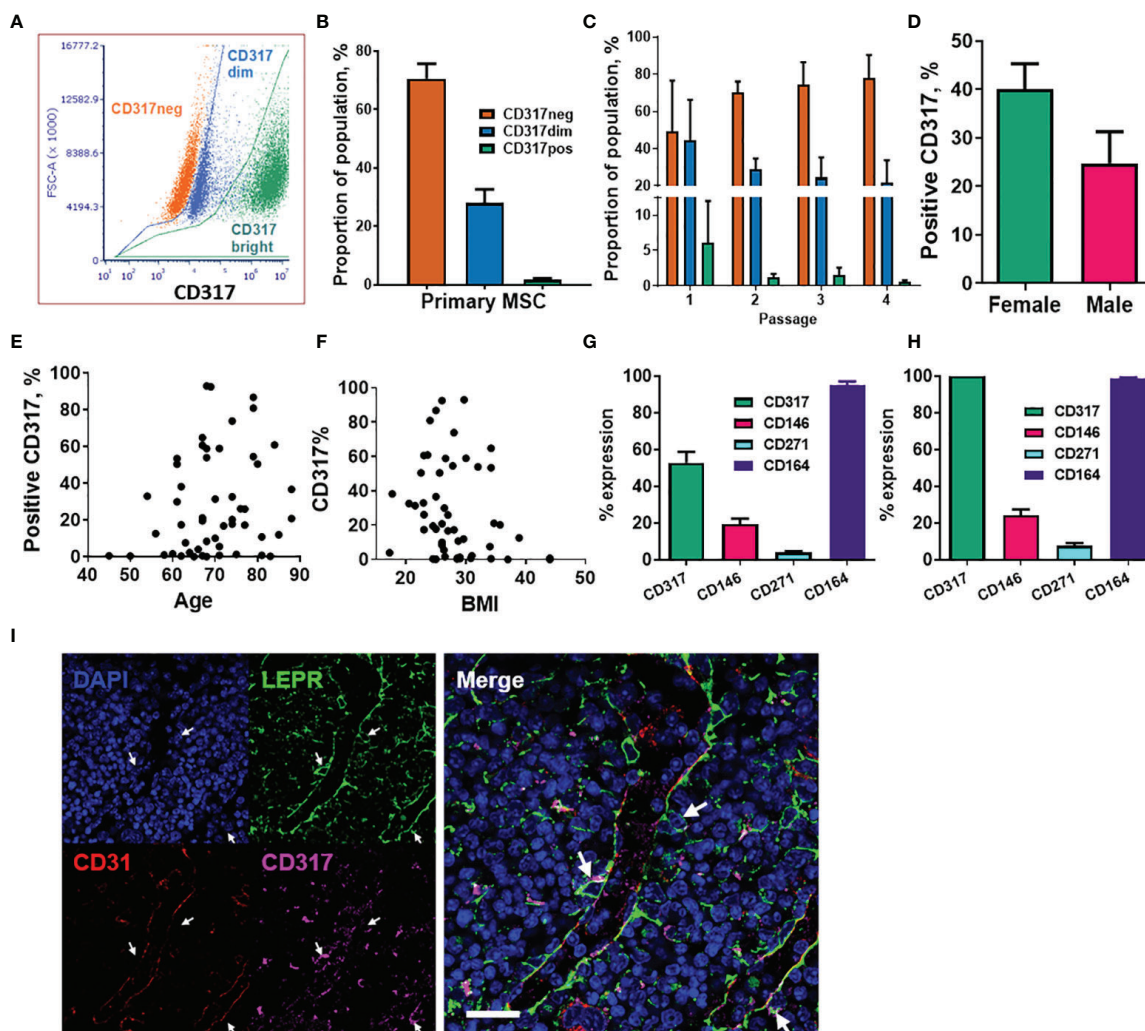 A
16777.2
12582.9
8388.6
4194.3
0
FSC-A (x 1000)
CD317neg
CD317
dim
CD317
bright
10¹ 10² 10³ 10⁴ 10⁵ 10⁶ 10⁷
CD317
B
Proportion of population, %
80
60
40
20
0
CD317neg
CD317dim
CD317pos
Primary MSC
C
Proportion of population, %
100
80
60
40
20
10
5
0
1 2 3 4
Passage
D
Positive CD317, %
50
40
30
20
10
0
Female Male
E
Positive CD317, %
100
80
60
40
20
0
40 50 60 70 80 90
Age
F
CD317%
100
80
60
40
20
0
20 30 40 50
BMI
G
% expression
100
80
60
40
20
0
CD317
CD146
CD271
CD164
CD317 CD146 CD271 CD164
H
% expression
100
80
60
40
20
0
CD317
CD146
CD271
CD164
CD317 CD146 CD271 CD164
I
DAPI
LEPR
CD31
CD317
Merge